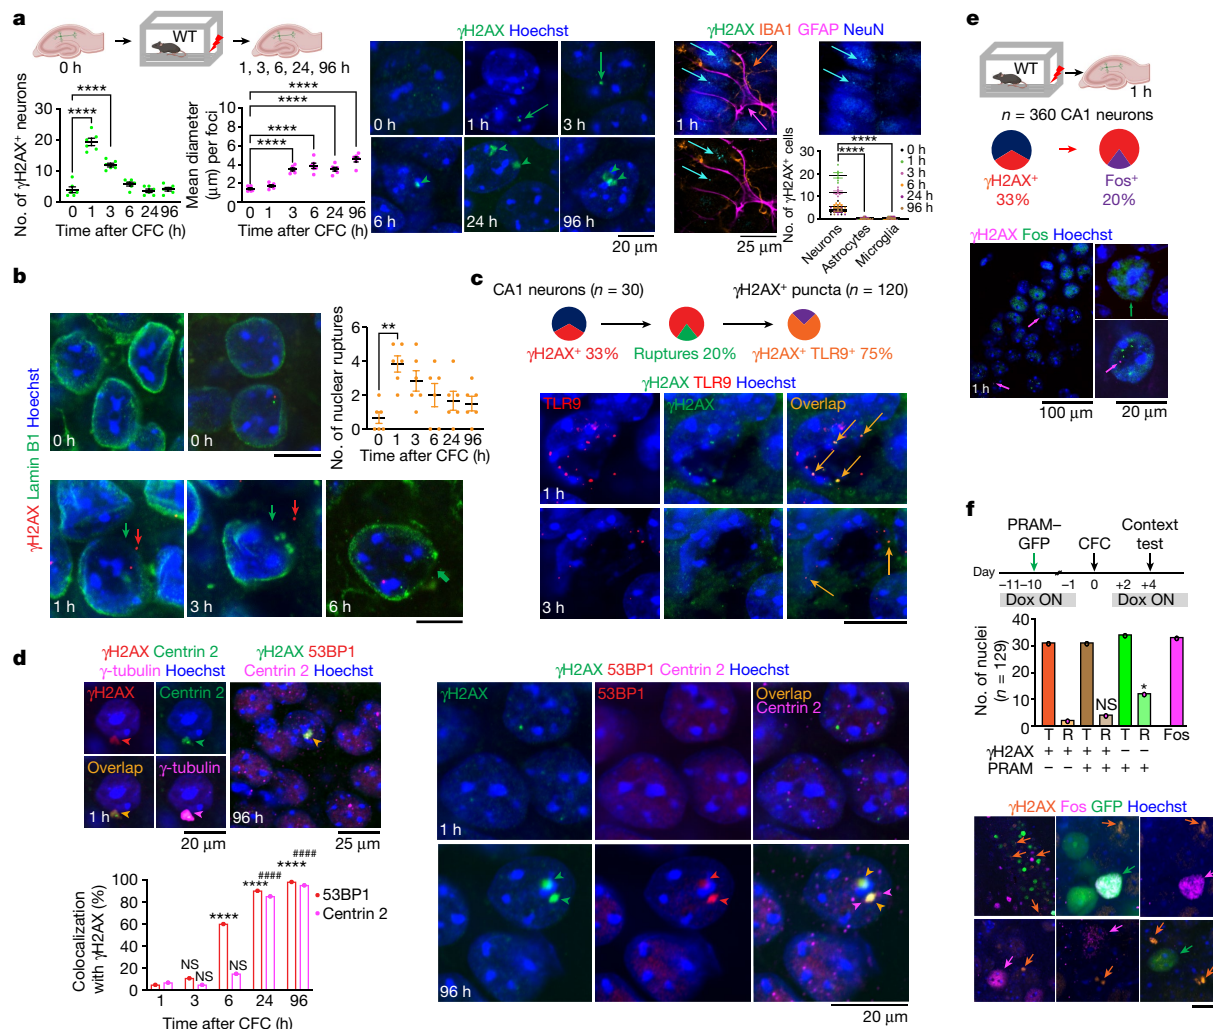 a
WT
0 h
1, 3, 6, 24, 96 h
No. of γH2AX⁺ neurons
30
20
10
0
****
****
0 1 3 6 24 96
Time after CFC (h)
Mean diameter
(μm) per foci
10
8
6
4
2
0
****
****
****
****
****
0 1 3 6 24 96
Time after CFC (h)
γH2AX Hoechst
0 h
1 h
3 h
6 h
24 h
96 h
20 μm
γH2AX IBA1 GFAP NeuN
1 h
25 μm
No. of γH2AX⁺ cells
50
40
30
20
10
0
****
****
0 h
1 h
3 h
6 h
24 h
96 h
Neurons
Astrocytes
Microglia
b
γH2AX Lamin B1 Hoechst
0 h
0 h
1 h
3 h
6 h
No. of nuclear ruptures
6
4
2
0
**
0 1 3 6 24 96
Time after CFC (h)
c
CA1 neurons (n = 30)
γH2AX⁺ puncta (n = 120)
γH2AX⁺ 33%
Ruptures 20%
γH2AX⁺ TLR9⁺ 75%
γH2AX TLR9 Hoechst
TLR9
γH2AX
Overlap
1 h
3 h
d
γH2AX Centrin 2
γ-tubulin Hoechst
γH2AX
Centrin 2
Overlap
γ-tubulin
1 h
20 μm
γH2AX 53BP1
Centrin 2 Hoechst
96 h
25 μm
Colocalization
with γH2AX (%)
100
80
60
40
20
0
NS
NS
****
NS
****
####
****
####
53BP1
Centrin 2
1 3 6 24 96
Time after CFC (h)
γH2AX 53BP1 Centrin 2 Hoechst
γH2AX
53BP1
Overlap
Centrin 2
1 h
96 h
20 μm
e
WT
1 h
n = 360 CA1 neurons
γH2AX⁺
33%
Fos⁺
20%
γH2AX Fos Hoechst
1 h
100 μm
20 μm
f
PRAM–
GFP
CFC
Context
test
Day
–11–10 –1 0 +2 +4
Dox ON
Dox ON
No. of nuclei
(n = 129)
40
30
20
10
0
NS
*
T R T R T R Fos
γH2AX + + + + – –
PRAM – – + + + +
γH2AX Fos GFP Hoechst